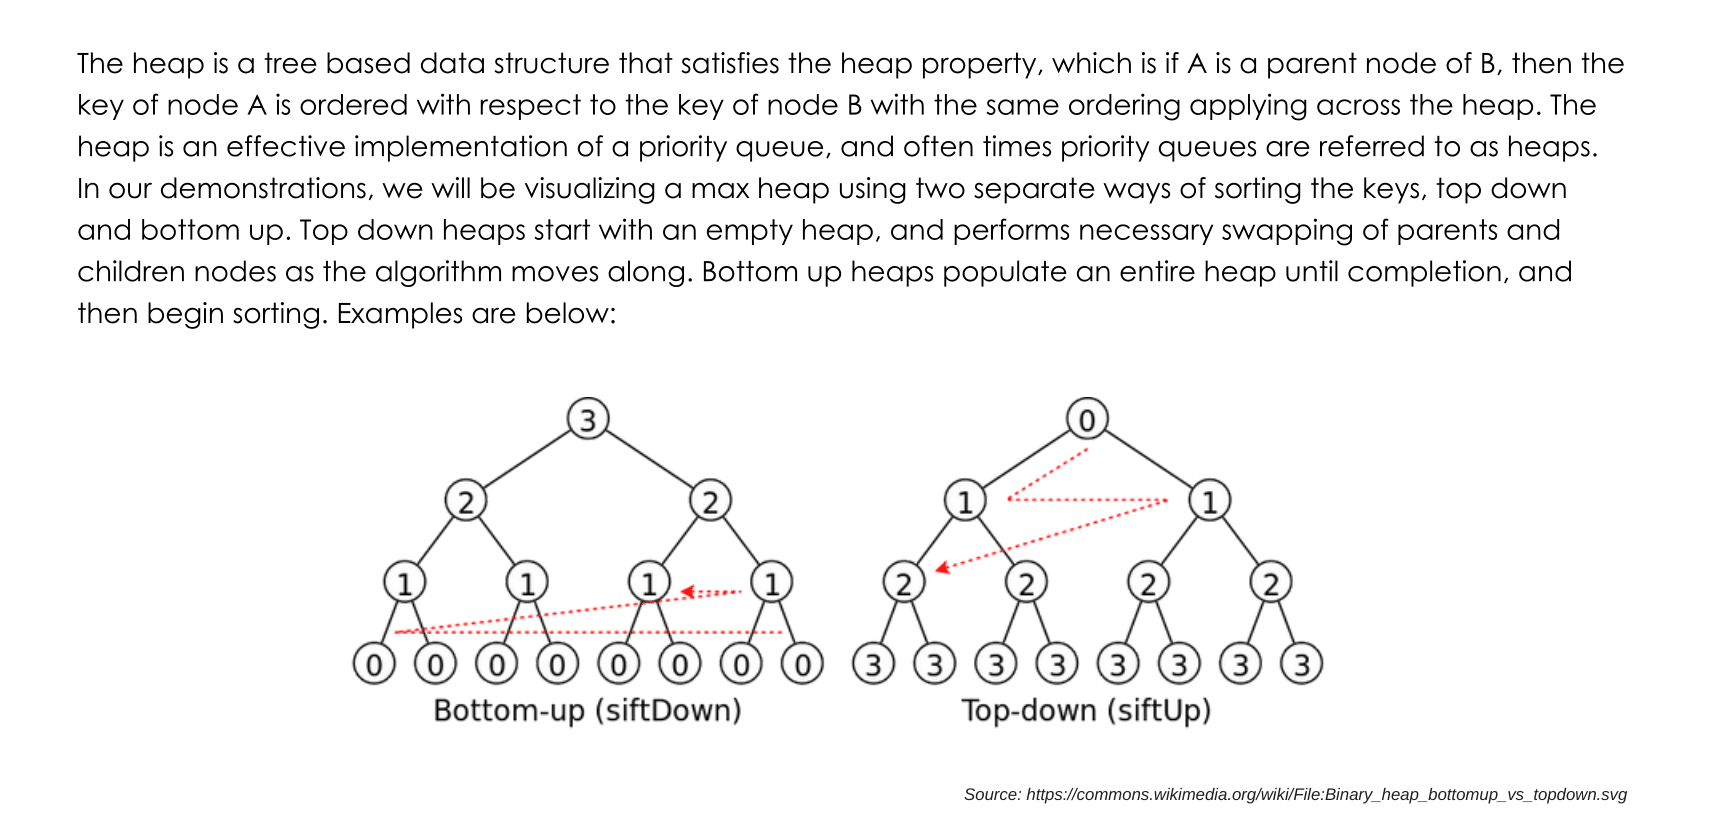 The heap is a tree based data structure that satisfies the heap property, which is if A is a parent node of B, then the
key of node A is ordered with respect to the key of node B with the same ordering applying across the heap. The
heap is an effective implementation of a priority queue, and often times priority queues are referred to as heaps.
In our demonstrations, we will be visualizing a max heap using two separate ways of sorting the keys, top down
and bottom up. Top down heaps start with an empty heap, and performs necessary swapping of parents and
children nodes as the algorithm moves along. Bottom up heaps populate an entire heap until completion, and
then begin sorting. Examples are below:
3
2 2
1 1 1 1
0 0 0 0 0 0 0 0
Bottom-up (siftDown)
0
1 1
2 2 2 2
3 3 3 3 3 3 3 3
Top-down (siftUp)
Source: https://commons.wikimedia.org/wiki/File:Binary_heap_bottomup_vs_topdown.svg